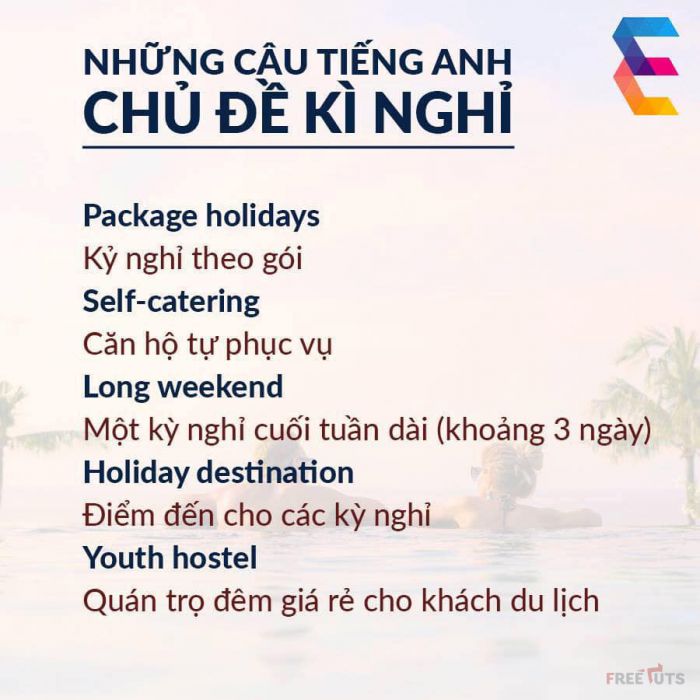 NHỮNG CÂU TIẾNG ANH
CHỦ ĐỀ KÌ NGHỈ
Package holidays
Kỷ nghỉ theo gói
Self-catering
Căn hộ tự phục vụ
Long weekend
Một kỳ nghỉ cuối tuần dài (khoảng 3 ngày)
Holiday destination
Điểm đến cho các kỳ nghỉ
Youth hostel
Quán trọ đêm giá rẻ cho khách du lịch
FREETUTS